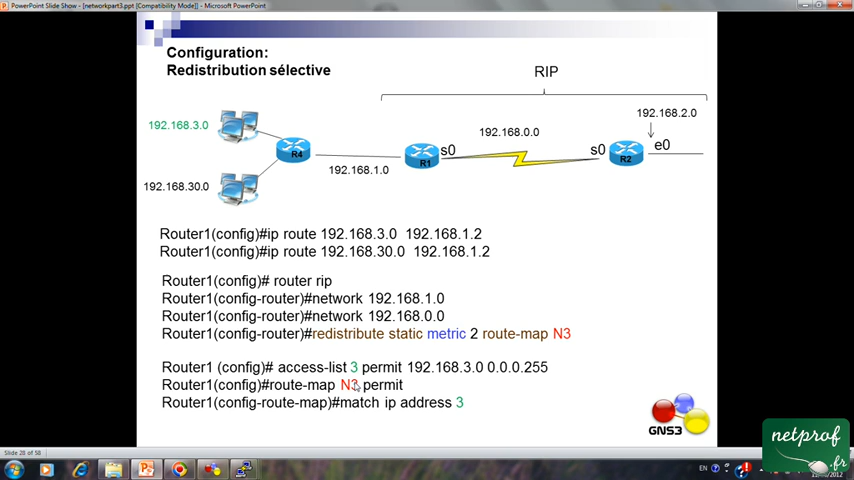 PowerPoint Slide Show - [networkpart3.ppt [Compatibility Mode]] - Microsoft PowerPoint
Configuration:
Redistribution sélective
RIP
192.168.3.0
192.168.2.0
192.168.0.0
s0
s0
e0
R4
R1
R2
192.168.1.0
192.168.30.0
Router1(config)#ip route 192.168.3.0 192.168.1.2
Router1(config)#ip route 192.168.30.0 192.168.1.2
Router1(config)# router rip
Router1(config-router)#network 192.168.1.0
Router1(config-router)#network 192.168.0.0
Router1(config-router)#redistribute static metric 2 route-map N3
Router1 (config)# access-list 3 permit 192.168.3.0 0.0.0.255
Router1(config)#route-map N3 permit
Router1(config-route-map)#match ip address 3
GNS3
netprof
.fr
Slide 28 of 58
EN